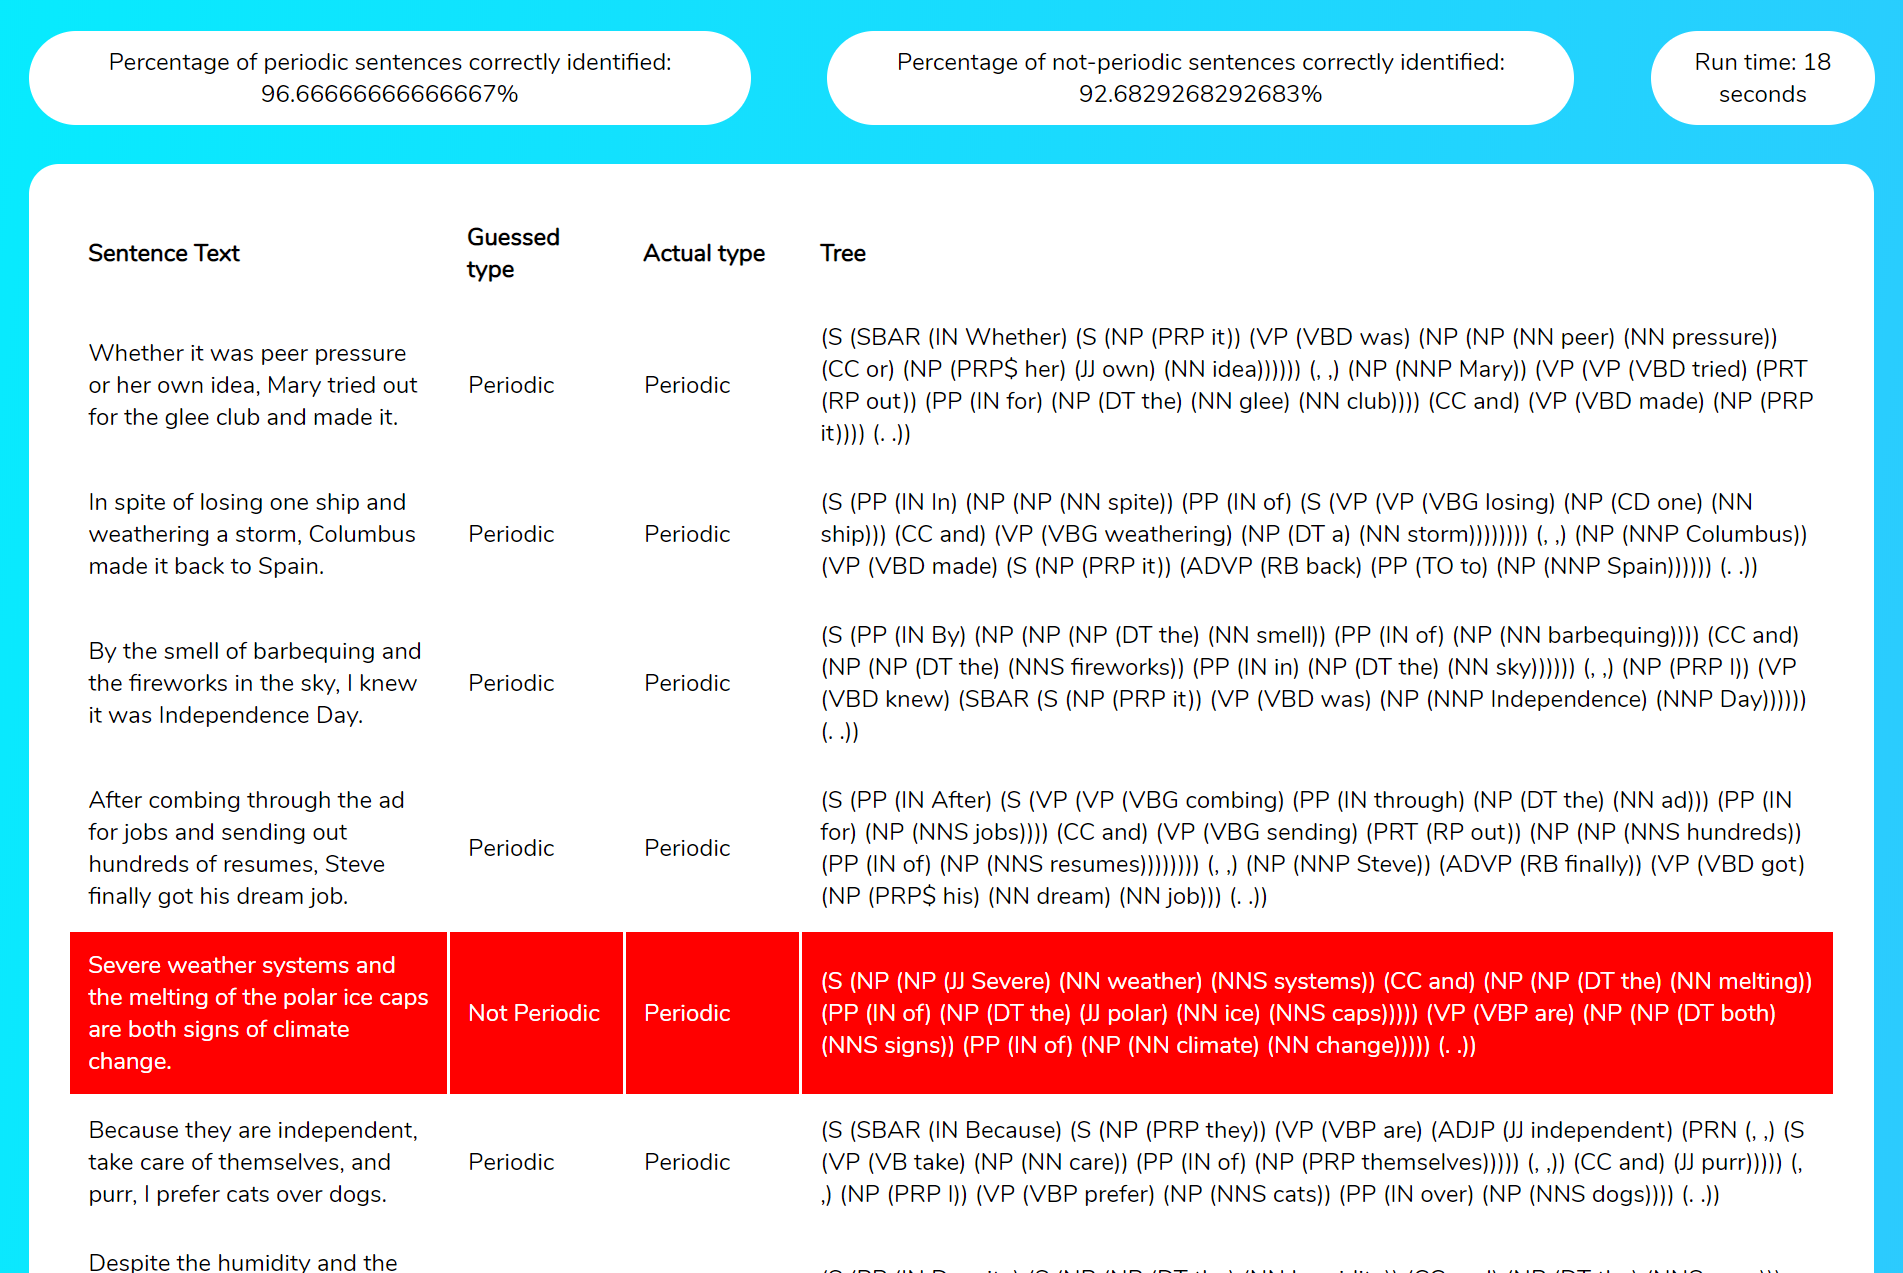 Percentage of periodic sentences correctly identified:
96.66666666666667%
Percentage of not-periodic sentences correctly identified:
92.6829268292683%
Run time: 18
seconds
Sentence Text
Guessed
type
Actual type
Tree
Whether it was peer pressure
or her own idea, Mary tried out
for the glee club and made it.
Periodic
Periodic
(S (SBAR (IN Whether) (S (NP (PRP it)) (VP (VBD was) (NP (NP (NN peer) (NN pressure))
(CC or) (NP (PRP$ her) (JJ own) (NN idea)))))) (, ,) (NP (NNP Mary)) (VP (VP (VBD tried) (PRT
(RP out)) (PP (IN for) (NP (DT the) (NN glee) (NN club)))) (CC and) (VP (VBD made) (NP (PRP
it)))) (. .))
In spite of losing one ship and
weathering a storm, Columbus
made it back to Spain.
Periodic
Periodic
(S (PP (IN In) (NP (NP (NN spite)) (PP (IN of) (S (VP (VP (VBG losing) (NP (CD one) (NN
ship))) (CC and) (VP (VBG weathering) (NP (DT a) (NN storm)))))))) (, ,) (NP (NNP Columbus))
(VP (VBD made) (S (NP (PRP it)) (ADVP (RB back) (PP (TO to) (NP (NNP Spain)))))) (. .))
By the smell of barbequing and
the fireworks in the sky, I knew
it was Independence Day.
Periodic
Periodic
(S (PP (IN By) (NP (NP (NP (DT the) (NN smell)) (PP (IN of) (NP (NN barbequing)))) (CC and)
(NP (NP (DT the) (NNS fireworks)) (PP (IN in) (NP (DT the) (NN sky)))))) (, ,) (NP (PRP I)) (VP
(VBD knew) (SBAR (S (NP (PRP it)) (VP (VBD was) (NP (NNP Independence) (NNP Day))))))
(. .))
After combing through the ad
for jobs and sending out
hundreds of resumes, Steve
finally got his dream job.
Periodic
Periodic
(S (PP (IN After) (S (VP (VP (VBG combing) (PP (IN through) (NP (DT the) (NN ad))) (PP (IN
for) (NP (NNS jobs)))) (CC and) (VP (VBG sending) (PRT (RP out)) (NP (NP (NNS hundreds))
(PP (IN of) (NP (NNS resumes)))))))) (, ,) (NP (NNP Steve)) (ADVP (RB finally)) (VP (VBD got)
(NP (PRP$ his) (NN dream) (NN job))) (. .))
Severe weather systems and
the melting of the polar ice caps
are both signs of climate
change.
Not Periodic
Periodic
(S (NP (NP (JJ Severe) (NN weather) (NNS systems)) (CC and) (NP (NP (DT the) (NN melting))
(PP (IN of) (NP (DT the) (JJ polar) (NN ice) (NNS caps))))) (VP (VBP are) (NP (NP (DT both)
(NNS signs)) (PP (IN of) (NP (NN climate) (NN change))))) (. .))
Because they are independent,
take care of themselves, and
purr, I prefer cats over dogs.
Periodic
Periodic
(S (SBAR (IN Because) (S (NP (PRP they)) (VP (VBP are) (ADJP (JJ independent) (PRN (, ,) (S
(VP (VB take) (NP (NN care)) (PP (IN of) (NP (PRP themselves))))) (, ,)) (CC and) (JJ purr))))) (,
,) (NP (PRP I)) (VP (VBP prefer) (NP (NNS cats)) (PP (IN over) (NP (NNS dogs)))) (. .))
Despite the humidity and the